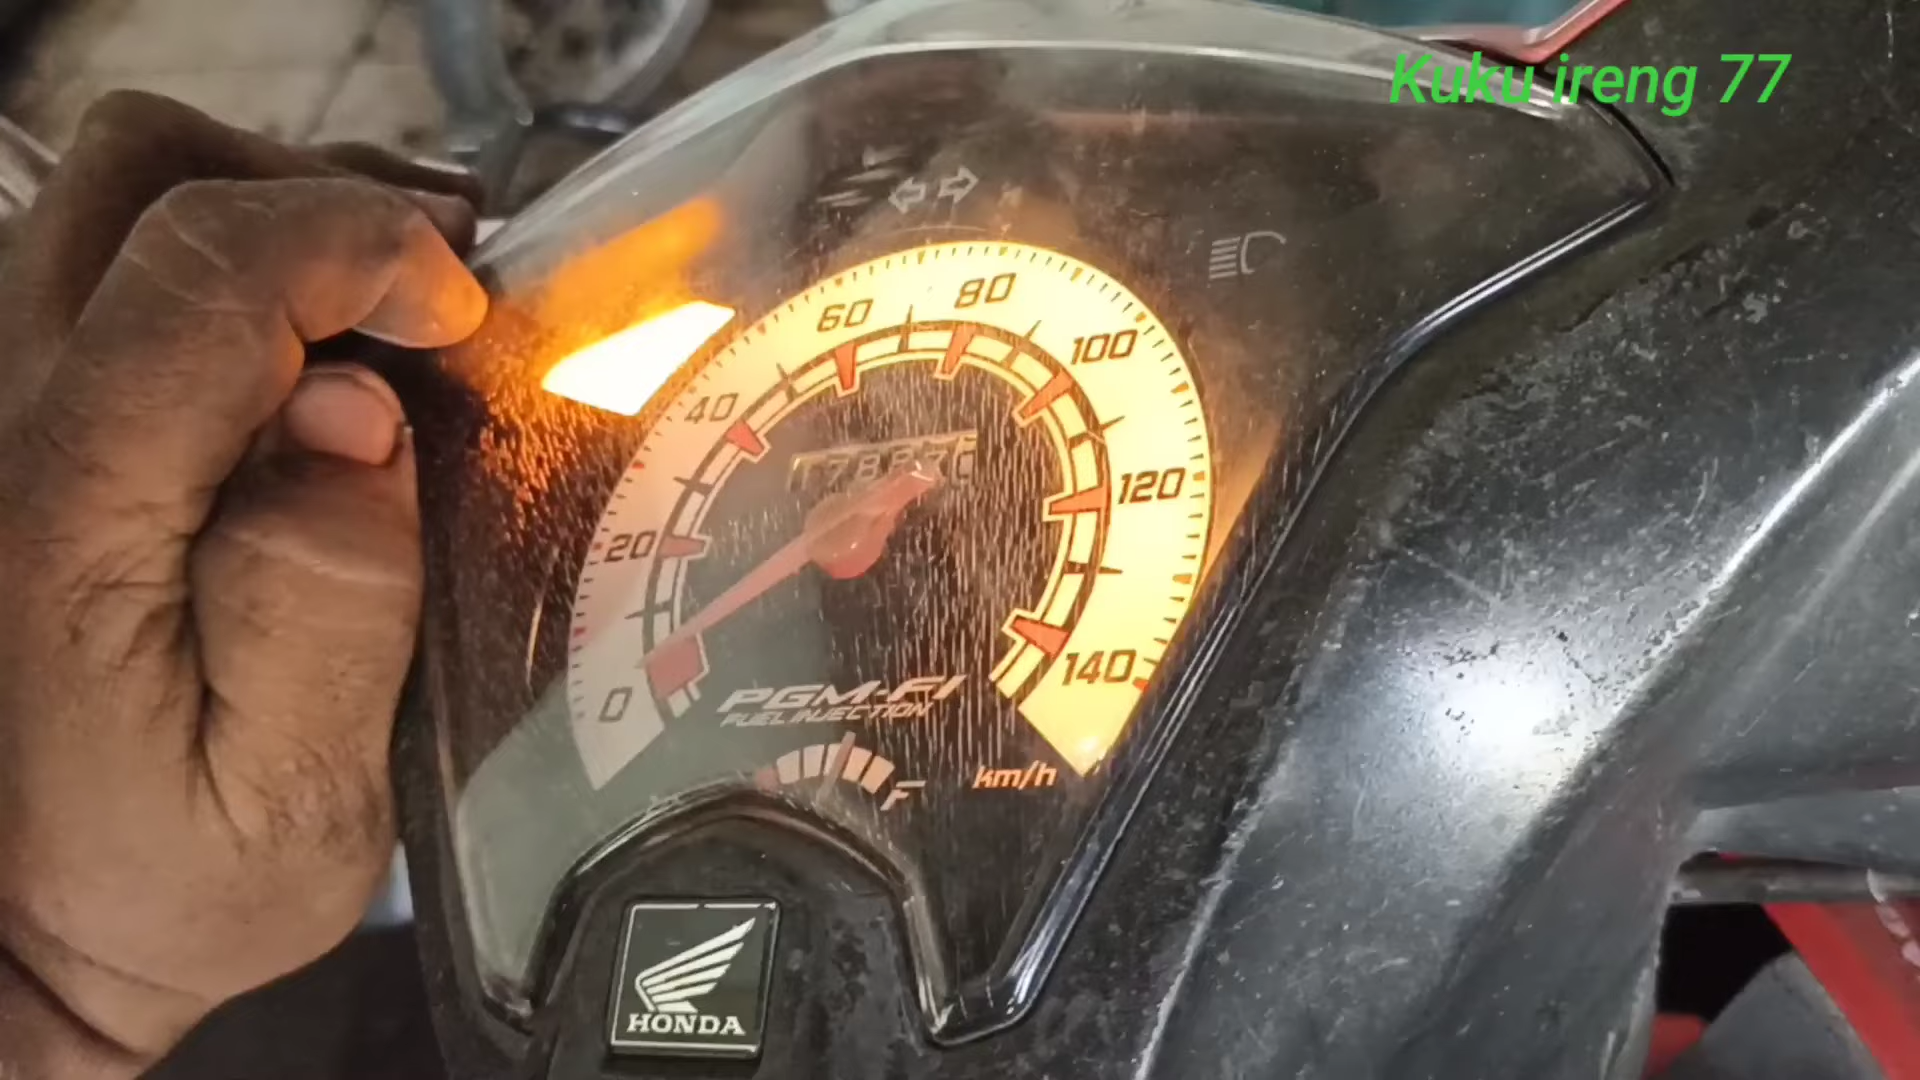 Kuku ireng 77
80
60
100
40
120
20
140
0
PGM-FI
FUEL INJECTION
km/h
F
HONDA